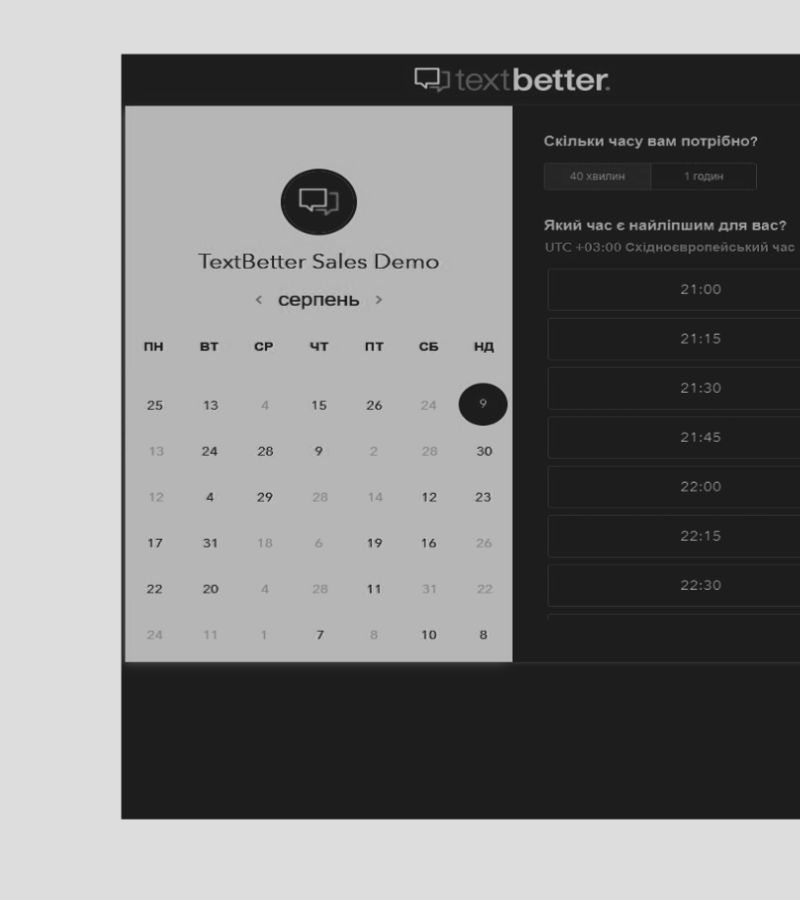 textbetter.
TextBetter Sales Demo
< серпень >
ПН ВТ СР ЧТ ПТ СБ НД
25 13 4 15 26 24 9
13 24 28 9 2 28 30
12 4 29 28 14 12 23
17 31 18 6 19 16 26
22 20 4 28 11 31 22
24 11 1 7 8 10 8
Скільки часу вам потрібно?
40 хвилин 1 годин
Який час є найліпшим для вас?
UTC +03:00 Східноєвропейський час
21:00
21:15
21:30
21:45
22:00
22:15
22:30